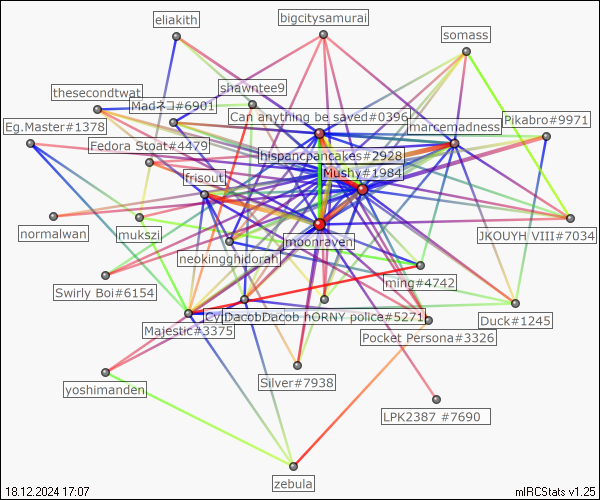 eliakith
bigcitysamurai
somass
shawntee9
thesecondtwat
Madネコ#6901
Can anything be saved#0396
Pikabro#9971
Eg.Master#1378
marcemadness
Fedora Stoat#4479
hispancpancakes#2928
frisout
Mushy#1984
normalwan
mukszi
moonraven
JKOUYH VIII#7034
neokingghidorah
Swirly Boi#6154
ming#4742
Cy
DacobDacob
hORNY police#5271
Duck#1245
Majestic#3375
Pocket Persona#3326
yoshimanden
Silver#7938
LPK2387 #7690
zebula
18.12.2024 17:07
mIRCStats v1.25